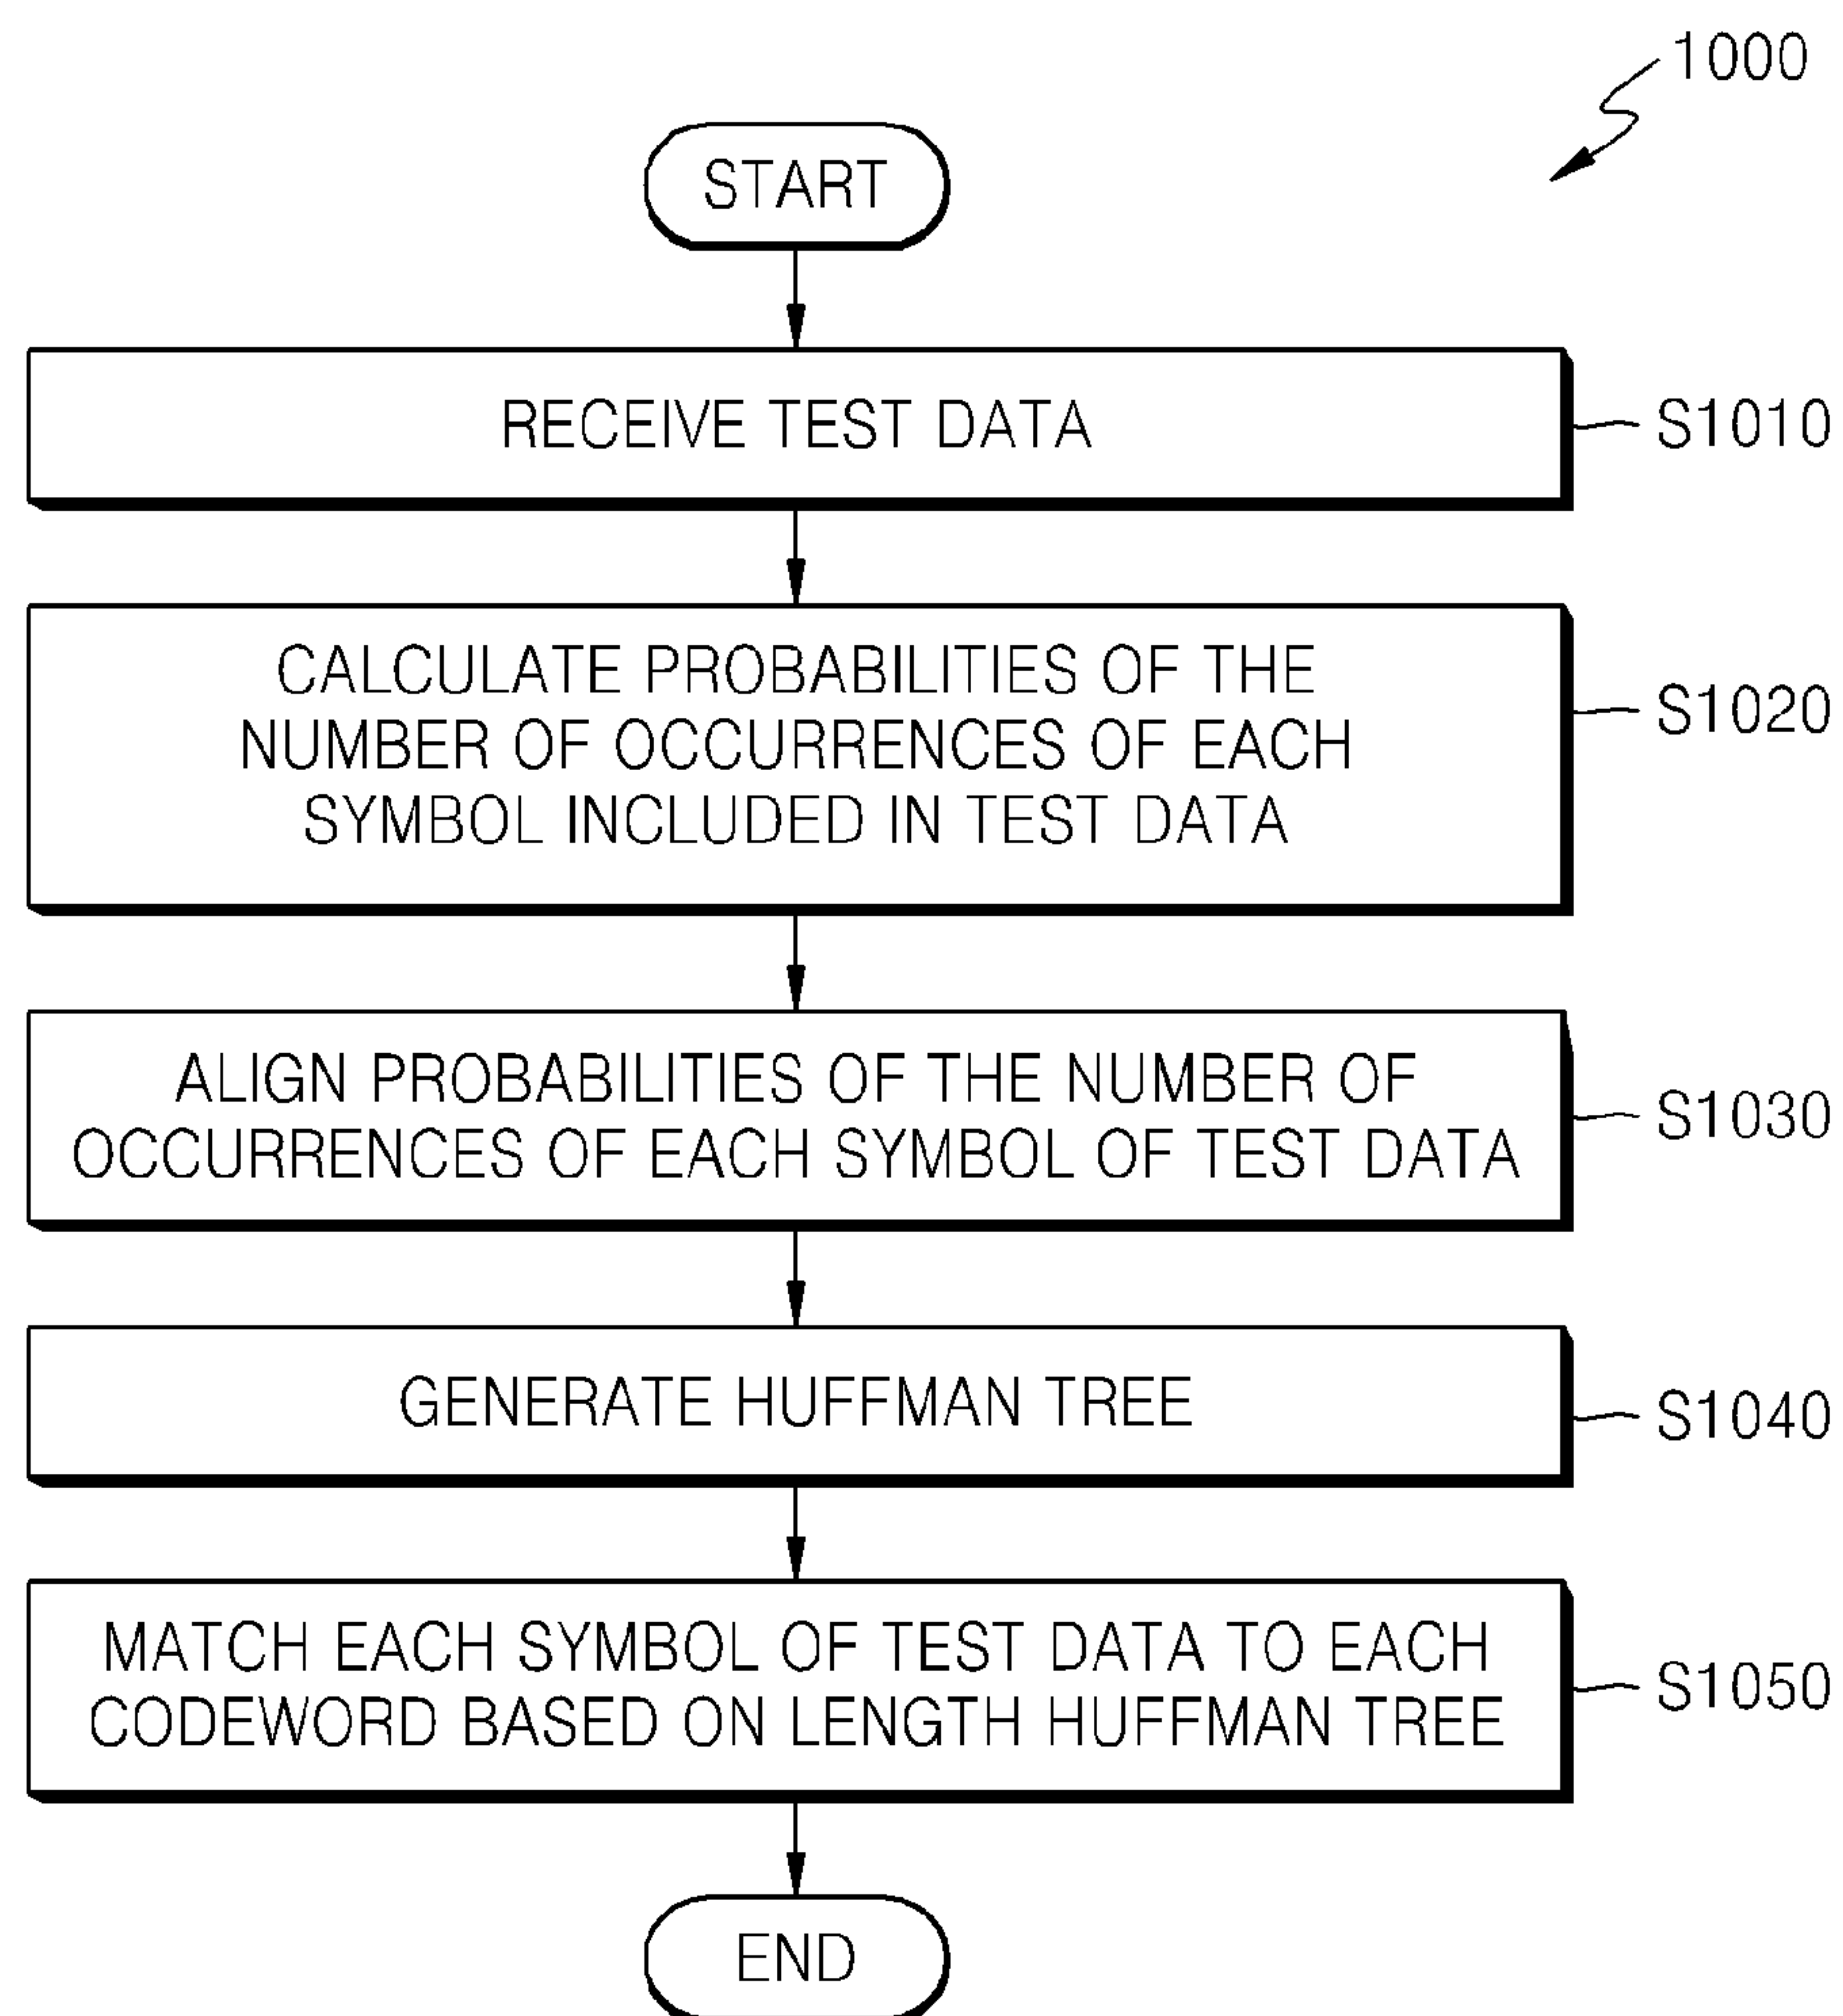 1000
START
RECEIVE TEST DATA
S1010
CALCULATE PROBABILITIES OF THE
NUMBER OF OCCURRENCES OF EACH
SYMBOL INCLUDED IN TEST DATA
S1020
ALIGN PROBABILITIES OF THE NUMBER OF
OCCURRENCES OF EACH SYMBOL OF TEST DATA
S1030
GENERATE HUFFMAN TREE
S1040
MATCH EACH SYMBOL OF TEST DATA TO EACH
CODEWORD BASED ON LENGTH HUFFMAN TREE
S1050
END